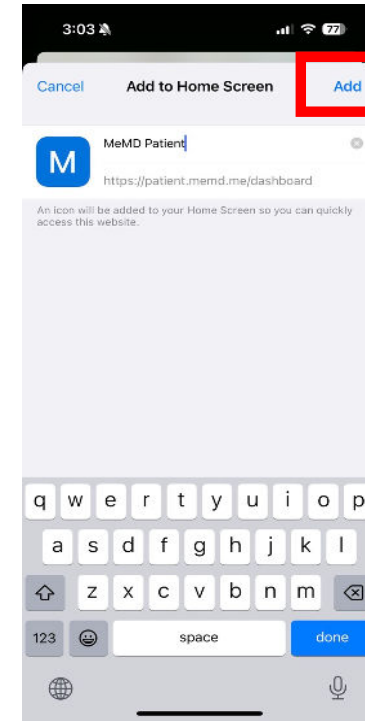 3:03
77
Cancel Add to Home Screen Add
M
MeMD Patient
https://patient.memd.me/dashboard
An icon will be added to your Home Screen so you can quickly
access this website.
q w e r t y u i o p
a s d f g h j k l
z x c v b n m
123 space done